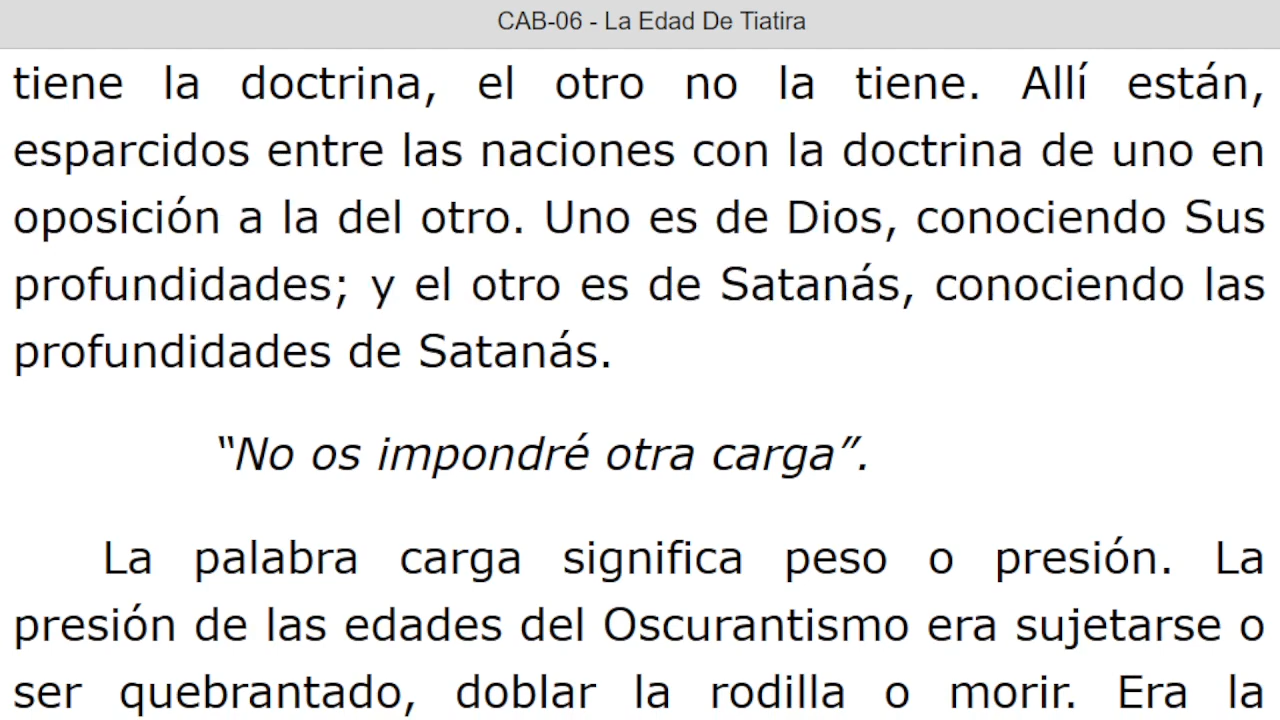 CAB-06 - La Edad De Tiatira
tiene la doctrina, el otro no la tiene. Allí están,
esparcidos entre las naciones con la doctrina de uno en
oposición a la del otro. Uno es de Dios, conociendo Sus
profundidades; y el otro es de Satanás, conociendo las
profundidades de Satanás.
“No os impondré otra carga”.
La palabra carga significa peso o presión. La
presión de las edades del Oscurantismo era sujetarse o
ser quebrantado, doblar la rodilla o morir. Era la